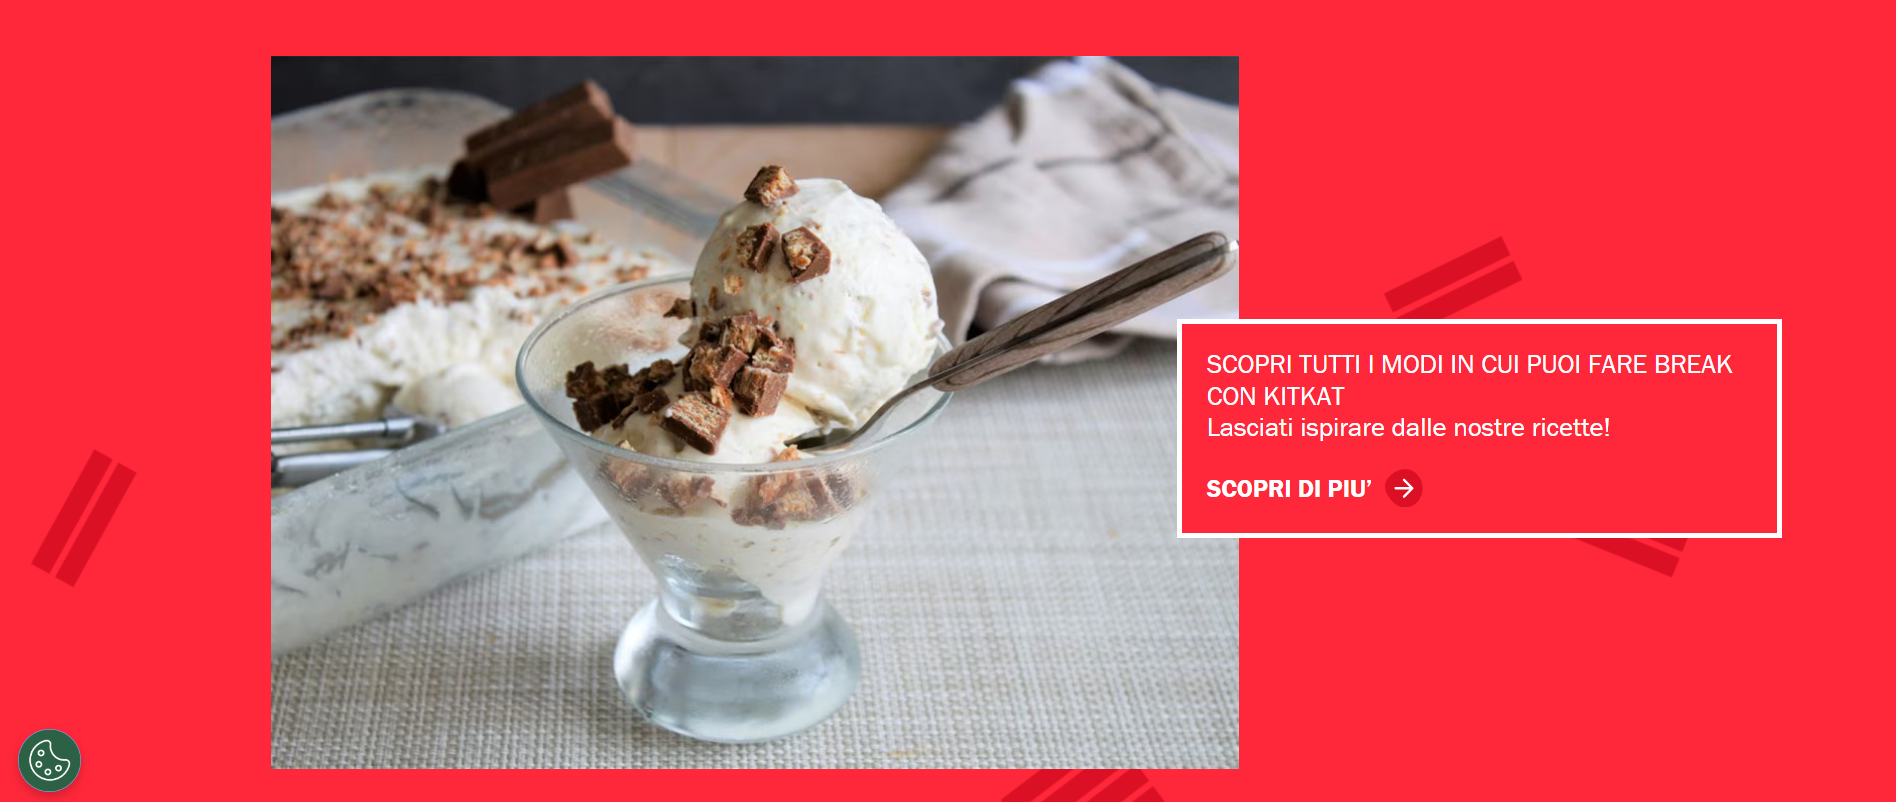 SCOPRI TUTTI I MODI IN CUI PUOI FARE BREAK
CON KITKAT
Lasciati ispirare dalle nostre ricette!
SCOPRI DI PIU’